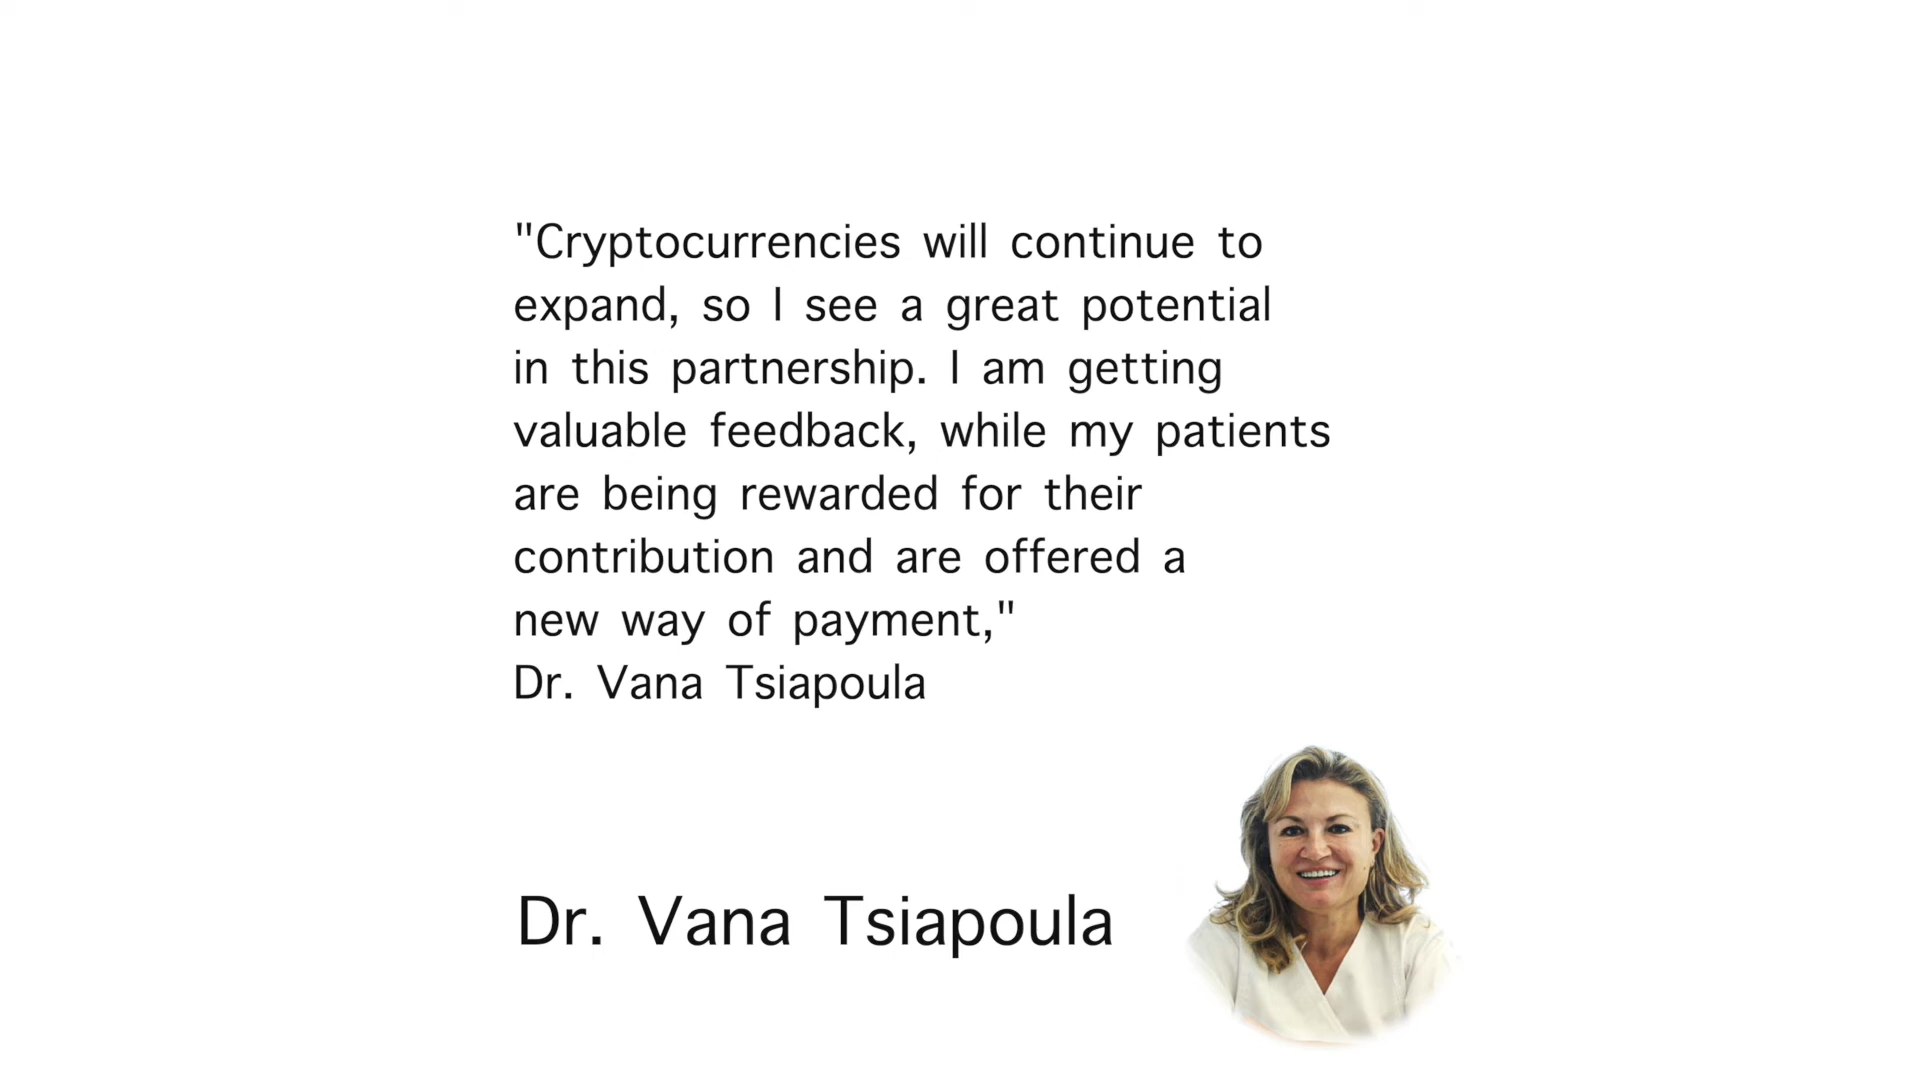 "Cryptocurrencies will continue to
expand, so I see a great potential
in this partnership. I am getting
valuable feedback, while my patients
are being rewarded for their
contribution and are offered a
new way of payment,"
Dr. Vana Tsiapoula
Dr. Vana Tsiapoula